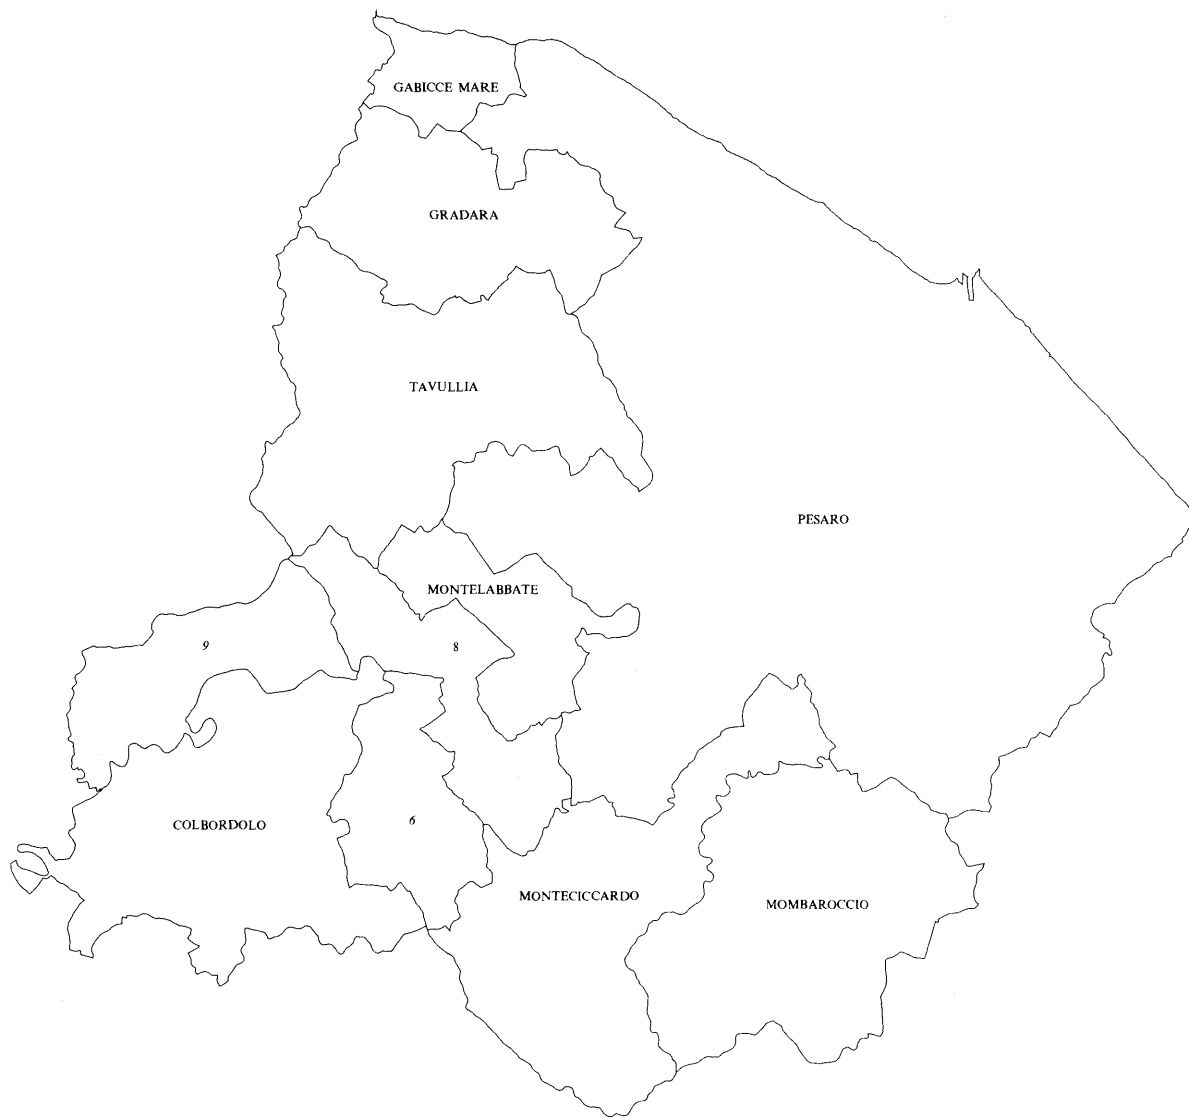 GABICCE MARE
GRADARA
TAVULLIA
PESARO
MONTELABBATE
9
8
COLBORDOLO
6
MONTECICCARDO
MOMBAROCCIO